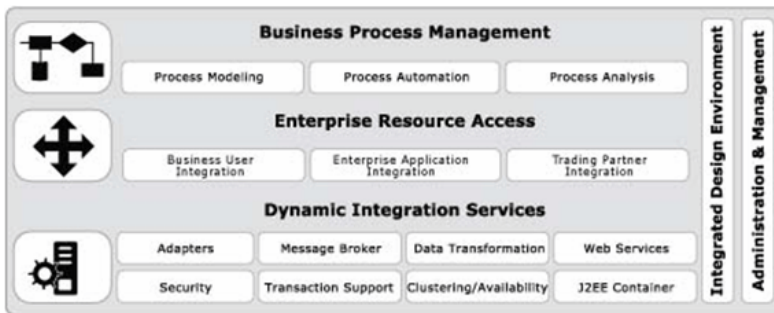 Business Process Management
Process Modeling
Process Automation
Process Analysis
Enterprise Resource Access
Business User
Integration
Enterprise Application
Integration
Trading Partner
Integration
Dynamic Integration Services
Adapters
Message Broker
Data Transformation
Web Services
Security
Transaction Support
Clustering/Availability
J2EE Container
Integrated Design Environment
Administration & Management